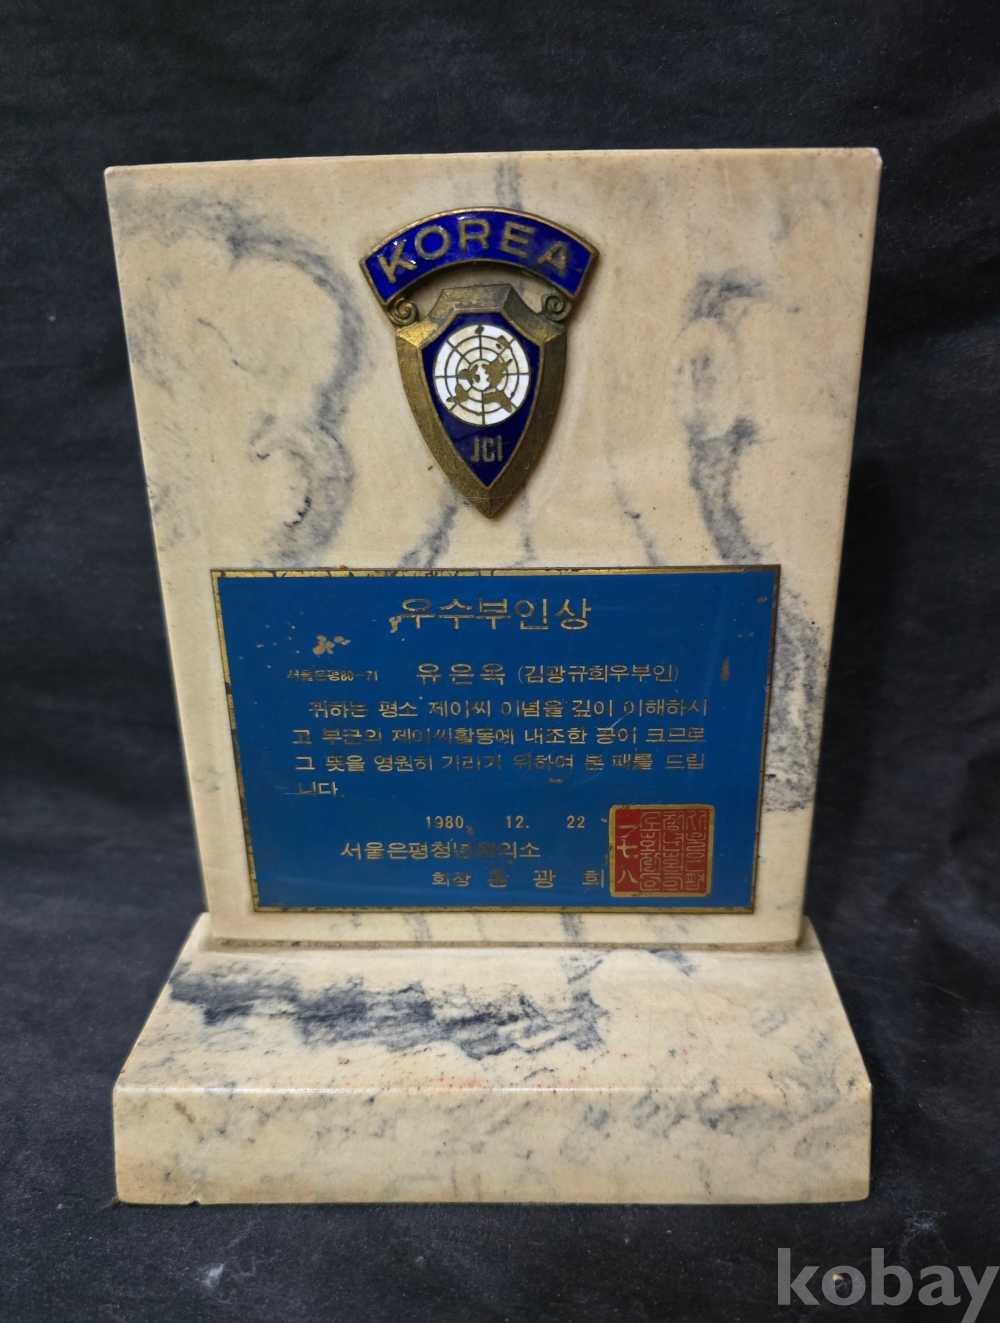 KOREA
JCI
우수부인상
서울은평80-71 유은옥 (김광규회우부인)
귀하는 평소 제이씨 이념을 깊이 이해하시
고 부군의 제이씨활동에 내조한 공이 크므로
그 뜻을 영원히 기리기 위하여 본 패를 드립
니다.
1980. 12. 22
서울은평청년회의소
회장 광 희
一七八
kobay